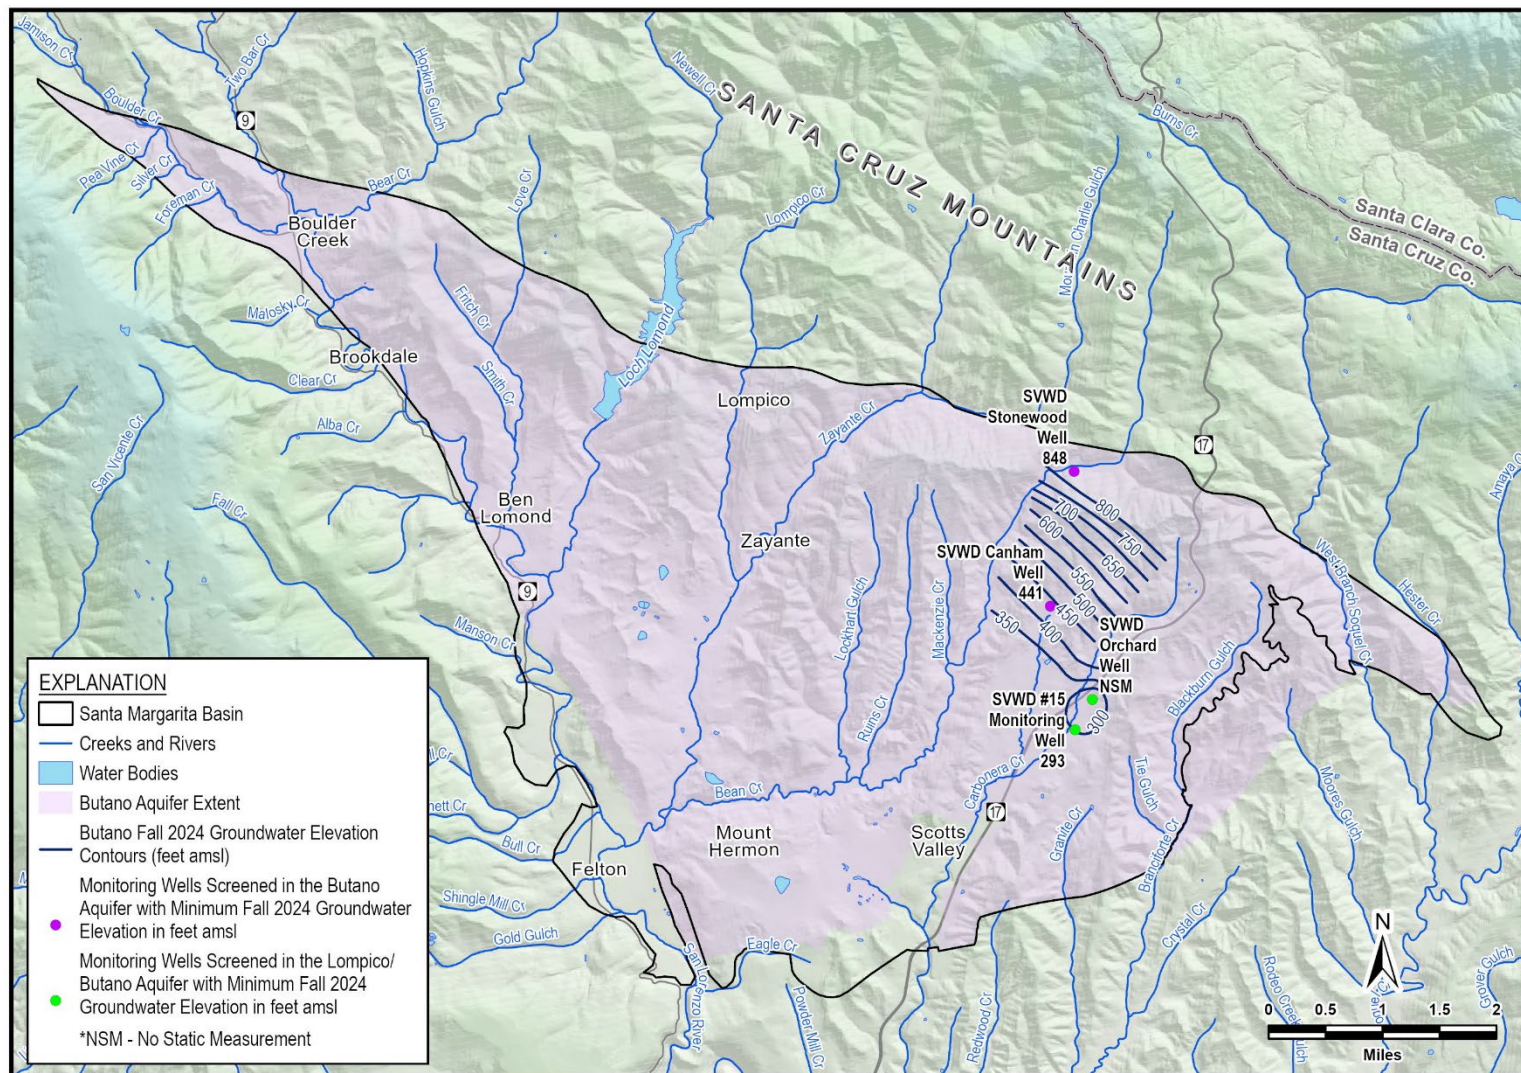 Jamison Cr
Two Bar Cr
Hopkins Gulch
Newell Cr
SANTA CRUZ MOUNTAINS
Burns Cr
Boulder Cr
9
Pea Vine Cr
Silver Cr
Foreman Cr
Bear Cr
Love Cr
Lompico Cr
Santa Clara Co.
Santa Cruz Co.
Boulder
Creek
Fritch Cr
Malosky Cr
Loch Lomond
Brookdale
Clear Cr
Smith Cr
Lompico
SVWD
Stonewood
Well
848
Zayante Cr
17
Alba Cr
San Vicente Cr
Fall Cr
Ben
Lomond
Zayante
Lockhart Gulch
Mackenzie Cr
800
750
700
650
600
550
500
450
400
350
300
SVWD Canham
Well
441
SVWD
Orchard
Well
NSM
West Branch Soquel Cr
Hester Cr
9
Manson Cr
Ruins Cr
SVWD #15
Monitoring
Well
293
Blackburn Gulch
Bean Cr
Carbonera Cr
17
Tie Gulch
Moores Gulch
Mount
Hermon
Scotts
Valley
Granite Cr
Branciforte Cr
Bull Cr
Felton
Shingle Mill Cr
Gold Gulch
Eagle Cr
San Lorenzo River
Powder Mill Cr
Redwood Cr
Crystal Cr
Rodeo Creek Gulch
Grover Gulch
EXPLANATION
Santa Margarita Basin
Creeks and Rivers
Water Bodies
Butano Aquifer Extent
Butano Fall 2024 Groundwater Elevation
Contours (feet amsl)
Monitoring Wells Screened in the Butano
Aquifer with Minimum Fall 2024 Groundwater
Elevation in feet amsl
Monitoring Wells Screened in the Lompico/
Butano Aquifer with Minimum Fall 2024
Groundwater Elevation in feet amsl
*NSM - No Static Measurement
N
0 0.5 1 1.5 2
Miles